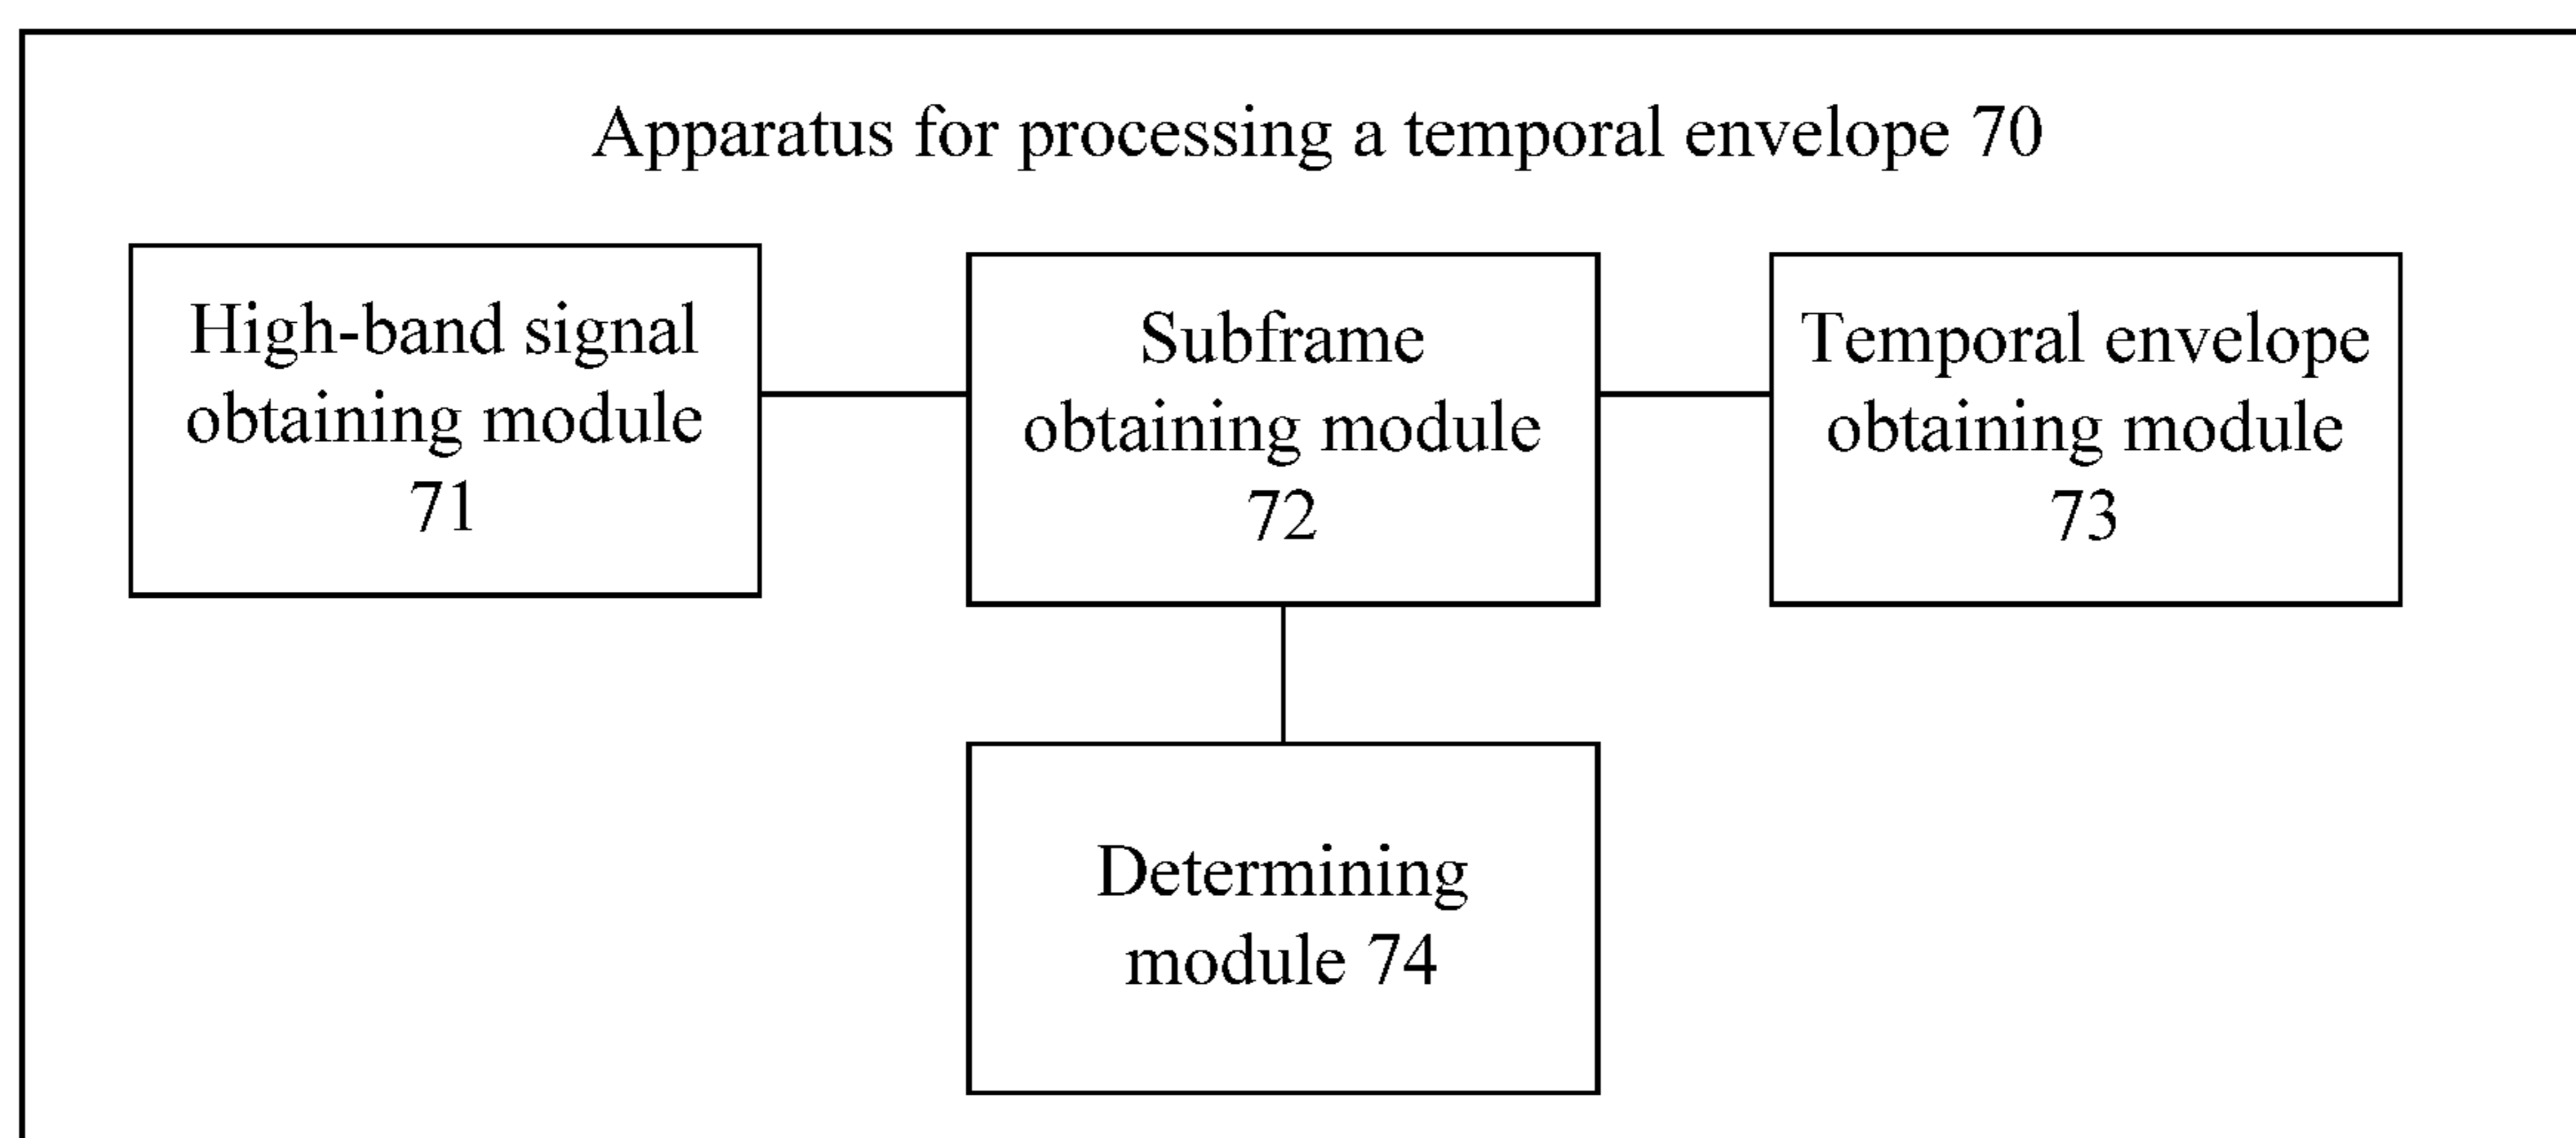 Apparatus for processing a temporal envelope 70
High-band signal
obtaining module
71
Subframe
obtaining module
72
Temporal envelope
obtaining module
73
Determining
module 74